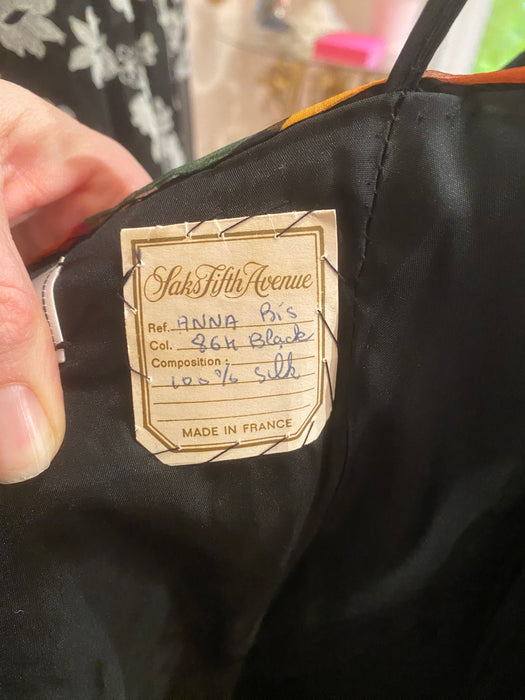 Saks Fifth Avenue
Ref. ANNA Bis
Col. 864 Black
Composition :
100% Silk
MADE IN FRANCE